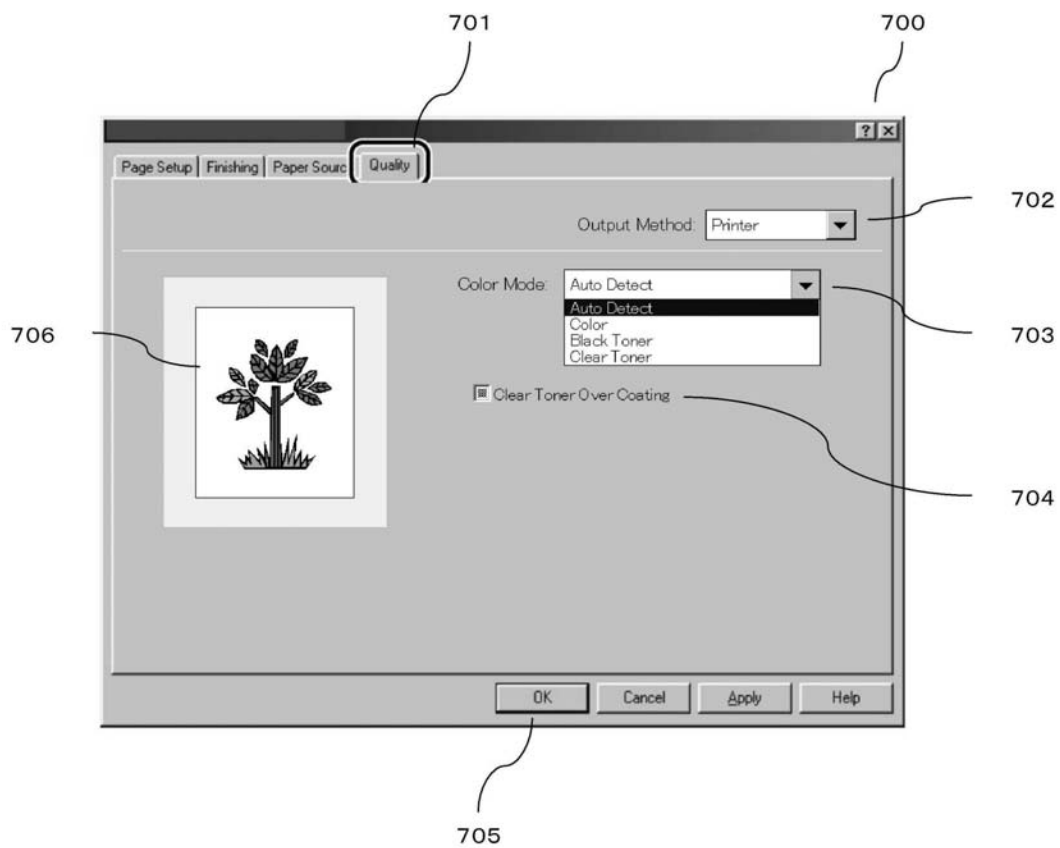 701
700
? ×
Page Setup Finishing Paper Sourc Quality
702
Output Method: Printer
Color Mode: Auto Detect
Auto Detect
Color
Black Toner
Clear Toner
703
706
Clear Toner Over Coating
704
OK Cancel Apply Help
705